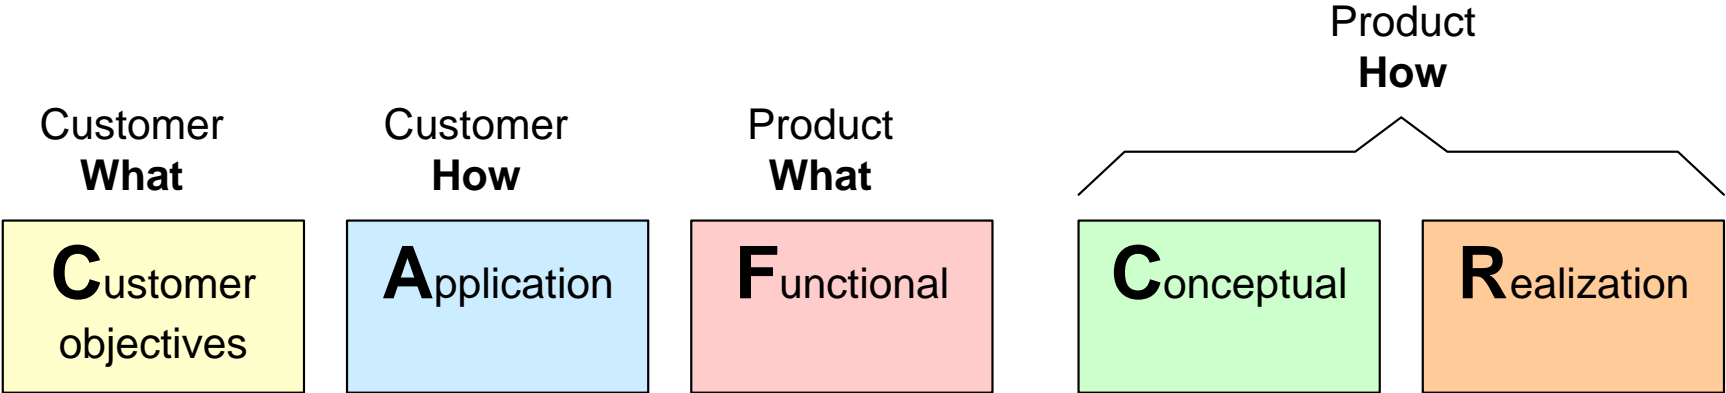 Product
How
Customer
What
Customer
How
Product
What
Customer
objectives
Application
Functional
Conceptual
Realization